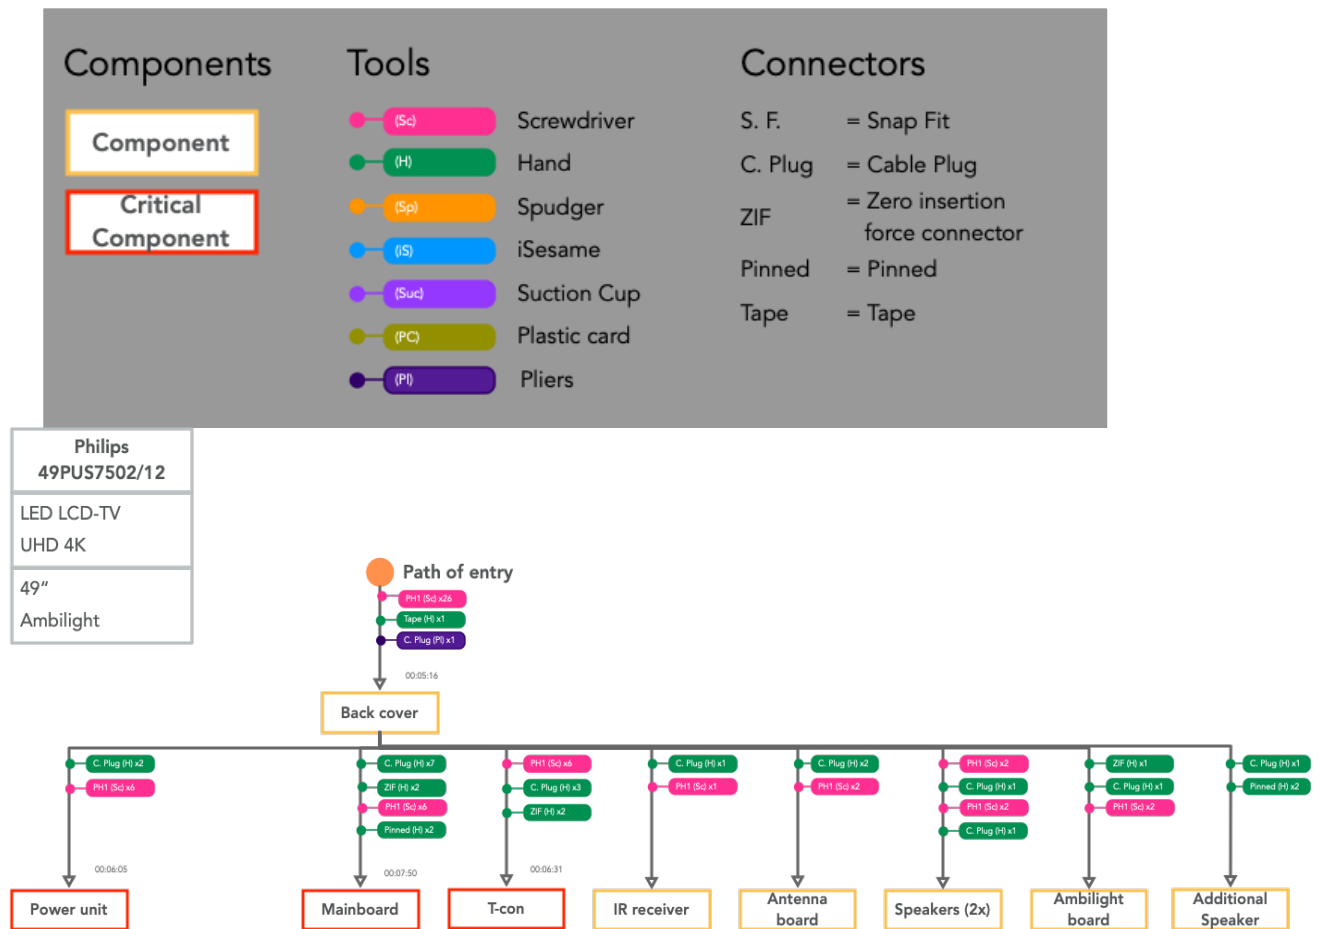 Components
Tools
Connectors
Component
Critical
Component
(Sc) Screwdriver
(H) Hand
(Sp) Spudger
(iS) iSesame
(Suc) Suction Cup
(PC) Plastic card
(Pl) Pliers
S. F. = Snap Fit
C. Plug = Cable Plug
ZIF = Zero insertion
force connector
Pinned = Pinned
Tape = Tape
Philips
49PUS7502/12
LED LCD-TV
UHD 4K
49“
Ambilight
Path of entry
PH1 (Sc) x26
Tape (H) x1
C. Plug (Pl) x1
00:05:16
Back cover
C. Plug (H) x2
PH1 (Sc) x6
00:06:05
Power unit
C. Plug (H) x7
ZIF (H) x2
PH1 (Sc) x6
Pinned (H) x2
00:07:50
Mainboard
PH1 (Sc) x6
C. Plug (H) x3
ZIF (H) x2
00:06:31
T-con
C. Plug (H) x1
PH1 (Sc) x1
IR receiver
C. Plug (H) x2
PH1 (Sc) x2
Antenna
board
PH1 (Sc) x2
C. Plug (H) x1
PH1 (Sc) x2
C. Plug (H) x1
Speakers (2x)
ZIF (H) x1
C. Plug (H) x1
PH1 (Sc) x2
Ambilight
board
C. Plug (H) x1
Pinned (H) x2
Additional
Speaker